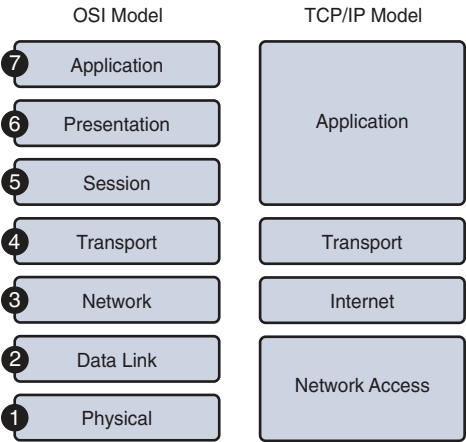 OSI Model
TCP/IP Model
7 Application
6 Presentation
5 Session
4 Transport
3 Network
2 Data Link
1 Physical
Application
Transport
Internet
Network Access